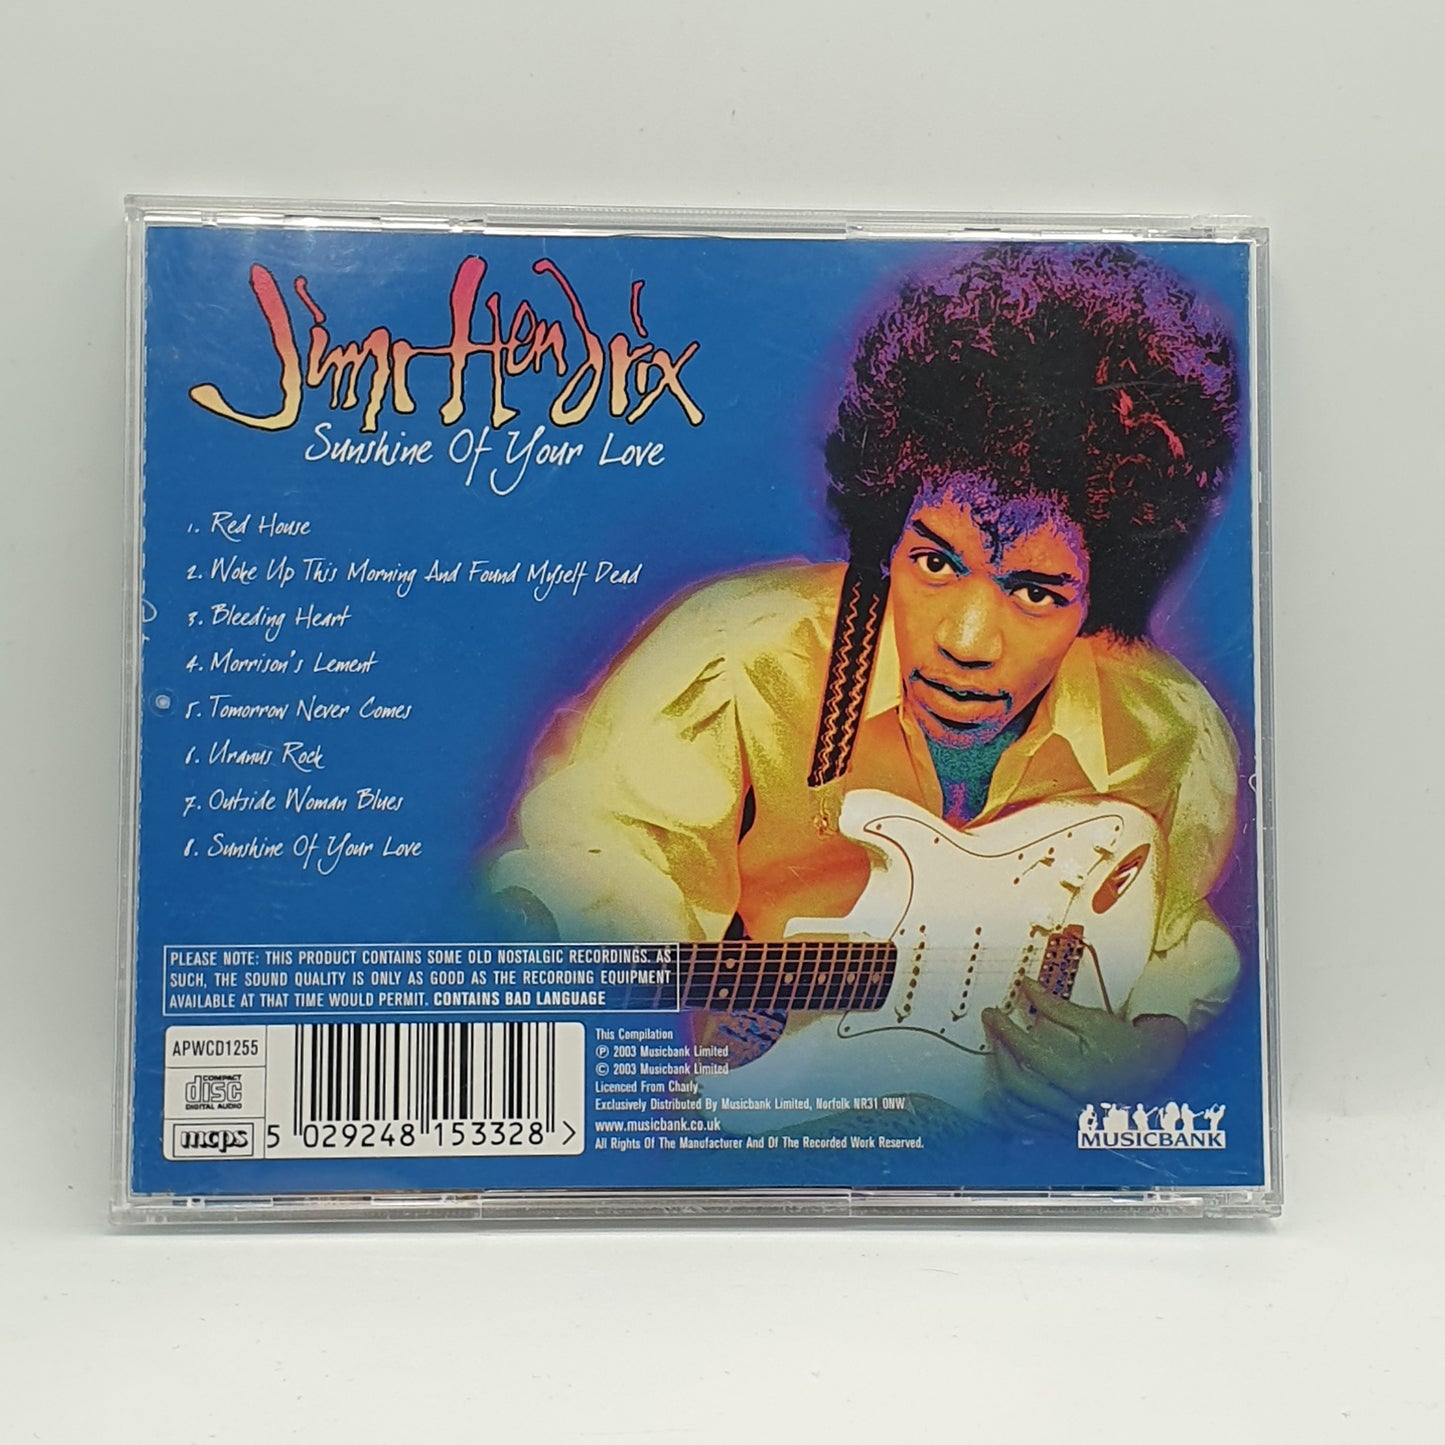 Jimi Hendrix
Sunshine Of Your Love
1. Red House
2. Woke Up This Morning And Found Myself Dead
3. Bleeding Heart
4. Morrison's Lement
5. Tomorrow Never Comes
6. Uranus Rock
7. Outside Woman Blues
8. Sunshine Of Your Love
PLEASE NOTE: THIS PRODUCT CONTAINS SOME OLD NOSTALGIC RECORDINGS. AS
SUCH, THE SOUND QUALITY IS ONLY AS GOOD AS THE RECORDING EQUIPMENT
AVAILABLE AT THAT TIME WOULD PERMIT. CONTAINS BAD LANGUAGE
APWCD1255
COMPACT
disc
DIGITAL AUDIO
mcps
5 029248 153328 >
This Compilation
℗ 2003 Musicbank Limited
© 2003 Musicbank Limited
Licenced From Charly
Exclusively Distributed By Musicbank Limited, Norfolk NR31 0NW
www.musicbank.co.uk
All Rights Of The Manufacturer And Of The Recorded Work Reserved.
MUSICBANK